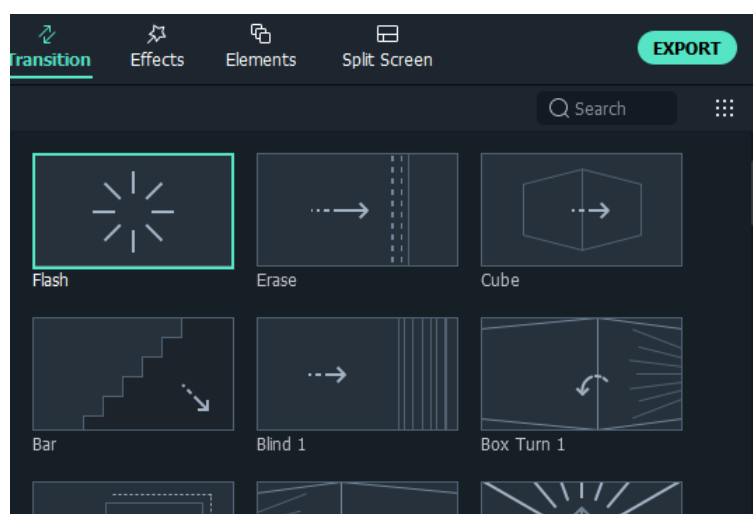 Transition Effects Elements Split Screen EXPORT
Search
Flash Erase Cube
Bar Blind 1 Box Turn 1